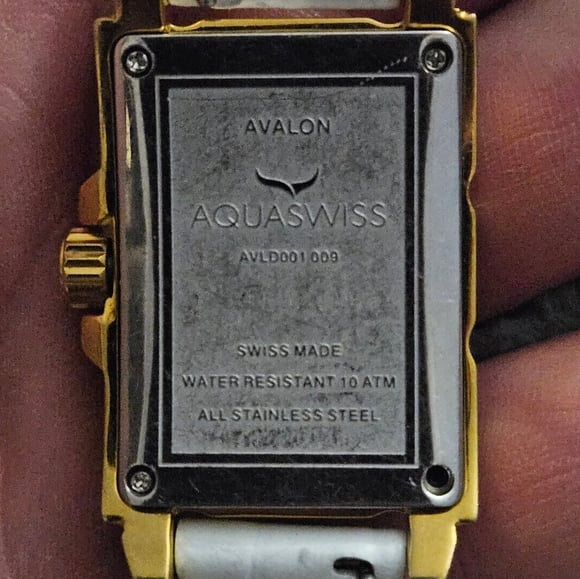 AVALON
AQUASWISS
AVLD001 009
SWISS MADE
WATER RESISTANT 10 ATM
ALL STAINLESS STEEL